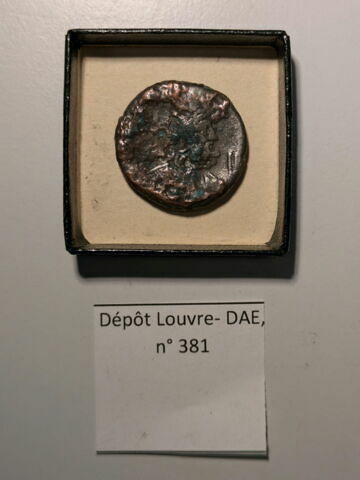 Dépôt Louvre- DAE,
n° 381